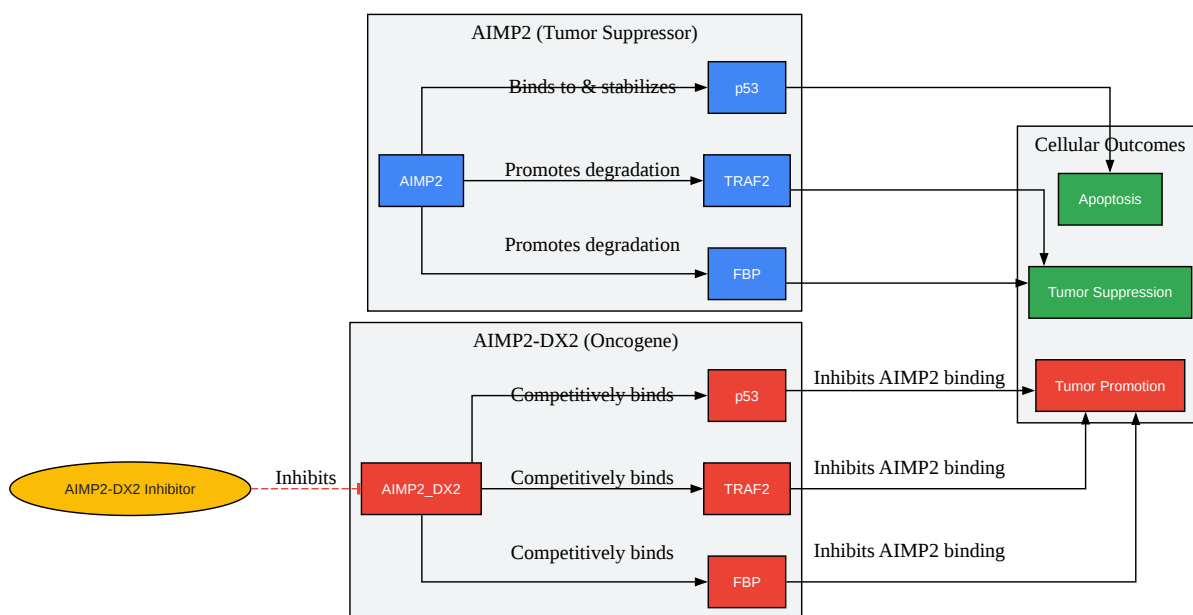 AIMP2 (Tumor Suppressor)
Binds to & stabilizes
p53
AIMP2
Promotes degradation
TRAF2
Promotes degradation
FBP
Cellular Outcomes
Apoptosis
Tumor Suppression
Tumor Promotion
AIMP2-DX2 (Oncogene)
Competitively binds
p53
Inhibits AIMP2 binding
AIMP2-DX2 Inhibitor
Inhibits
AIMP2_DX2
Competitively binds
TRAF2
Inhibits AIMP2 binding
Competitively binds
FBP
Inhibits AIMP2 binding